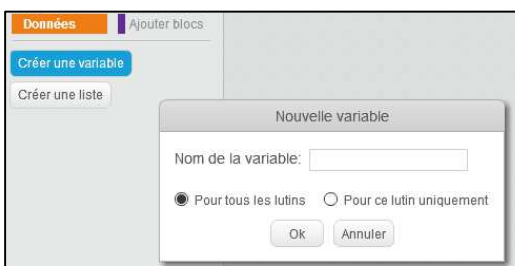 Données Ajouter blocs
Créer une variable
Créer une liste
Nouvelle variable
Nom de la variable:
Pour tous les lutins Pour ce lutin uniquement
Ok Annuler